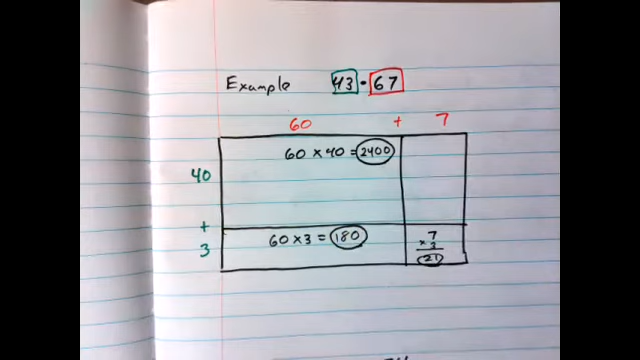 Example 43 · 67
60 + 7
40
60 x 40 = 2400
+
3
60 x 3 = 180
7
x 3
21